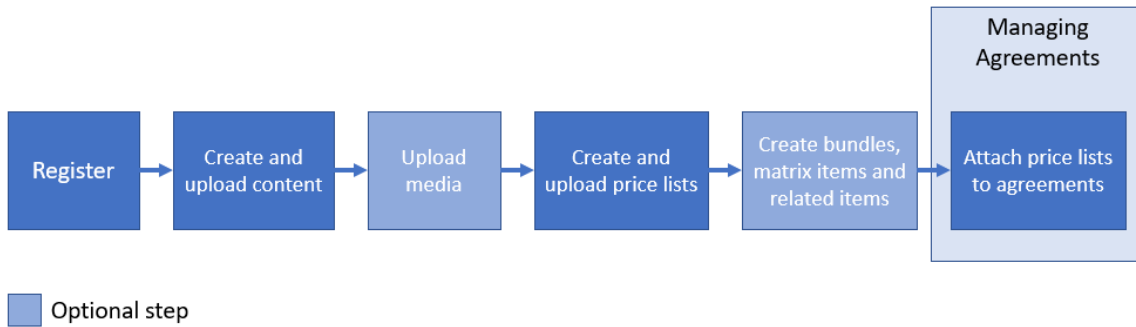 Managing
Agreements
Register
Create and
upload content
Upload
media
Create and
upload price lists
Create bundles,
matrix items and
related items
Attach price lists
to agreements
Optional step